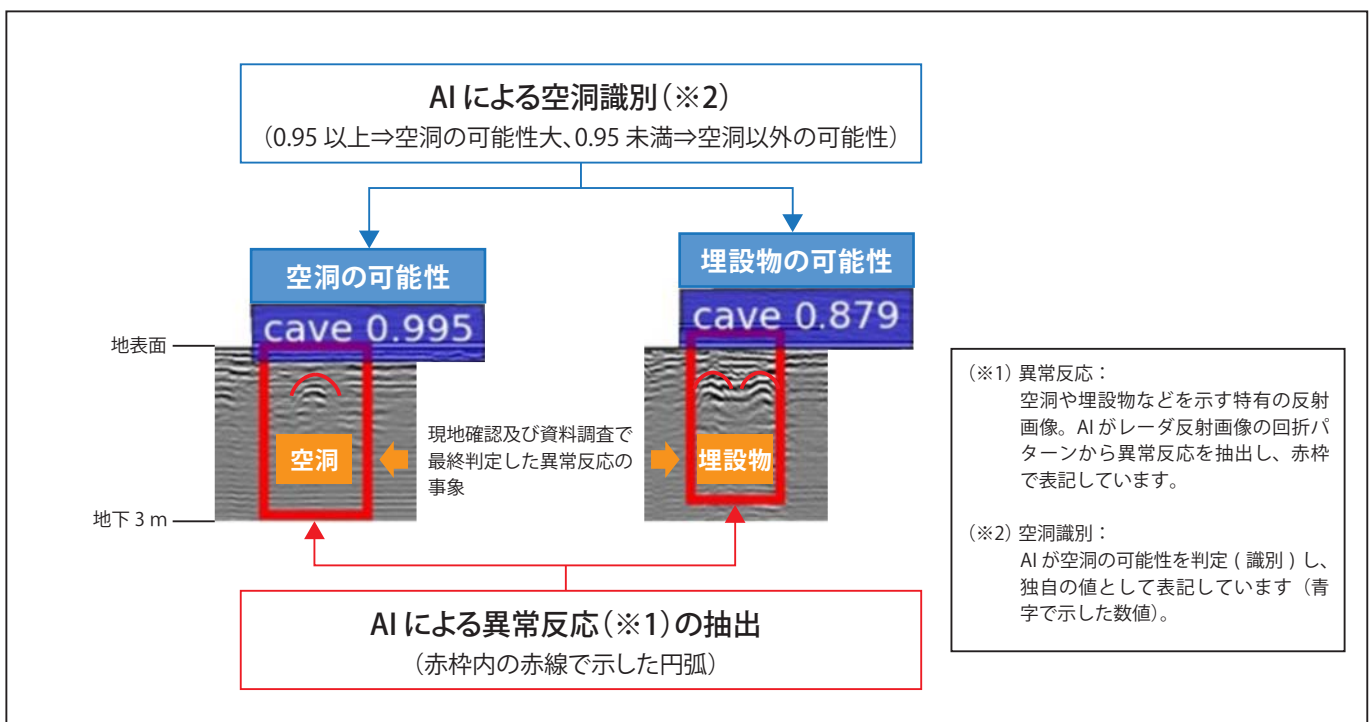 AIによる空洞識別(※2)
(0.95 以上⇒空洞の可能性大、0.95 未満⇒空洞以外の可能性)
空洞の可能性
埋設物の可能性
cave 0.995
cave 0.879
地表面
空洞
現地確認及び資料調査で
最終判定した異常反応の
事象
埋設物
地下 3 m
AIによる異常反応(※1)の抽出
(赤枠内の赤線で示した円弧)
(※1) 異常反応:
空洞や埋設物などを示す特有の反射
画像。AI がレーダ反射画像の回折パ
ターンから異常反応を抽出し、赤枠
で表記しています。
(※2) 空洞識別:
AI が空洞の可能性を判定 ( 識別 ) し、
独自の値として表記しています(青
字で示した数値)。